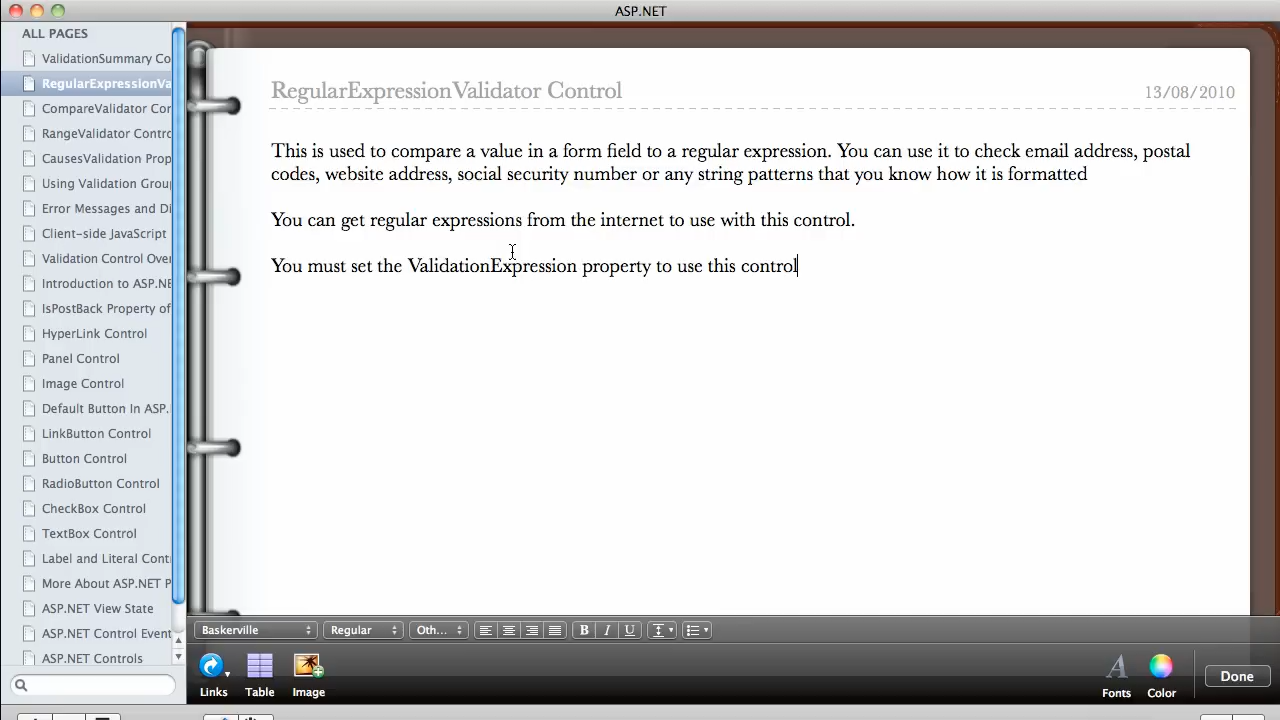 ASP.NET
ALL PAGES
ValidationSummary Co
RegularExpressionVa
CompareValidator Con
RangeValidator Contro
CausesValidation Prop
Using Validation Grou
Error Messages and Di
Client-side JavaScript
Validation Control Over
Introduction to ASP.NE
IsPostBack Property of
HyperLink Control
Panel Control
Image Control
Default Button In ASP.
LinkButton Control
Button Control
RadioButton Control
CheckBox Control
TextBox Control
Label and Literal Cont
More About ASP.NET P
ASP.NET View State
ASP.NET Control Event
ASP.NET Controls
RegularExpressionValidator Control
13/08/2010
This is used to compare a value in a form field to a regular expression. You can use it to check email address, postal
codes, website address, social security number or any string patterns that you know how it is formatted
You can get regular expressions from the internet to use with this control.
You must set the ValidationExpression property to use this control
Baskerville Regular Oth... B I U
Links Table Image Fonts Color Done